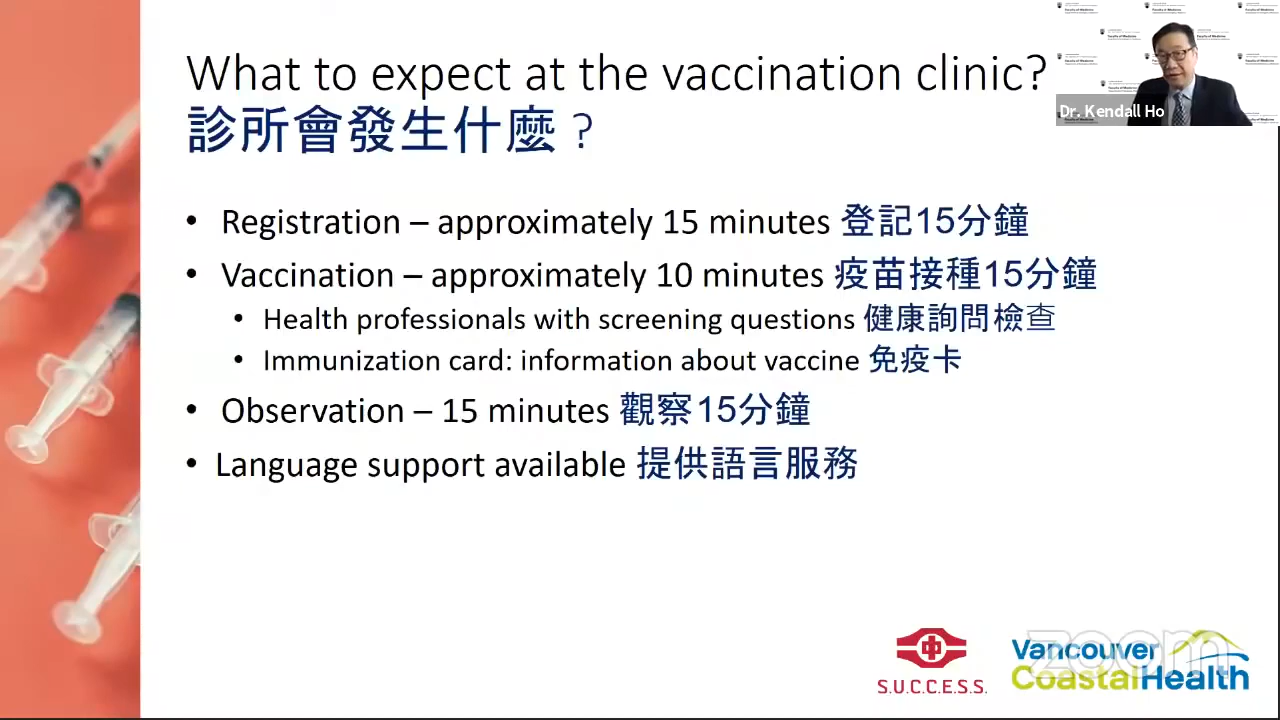 What to expect at the vaccination clinic?
診所會發生什麼？
Dr. Kendall Ho
• Registration – approximately 15 minutes 登記15分鐘
• Vaccination – approximately 10 minutes 疫苗接種15分鐘
• Health professionals with screening questions 健康詢問檢查
• Immunization card: information about vaccine 免疫卡
• Observation – 15 minutes 觀察15分鐘
• Language support available 提供語言服務
S.U.C.C.E.S.S.
Vancouver
CoastalHealth
zoom